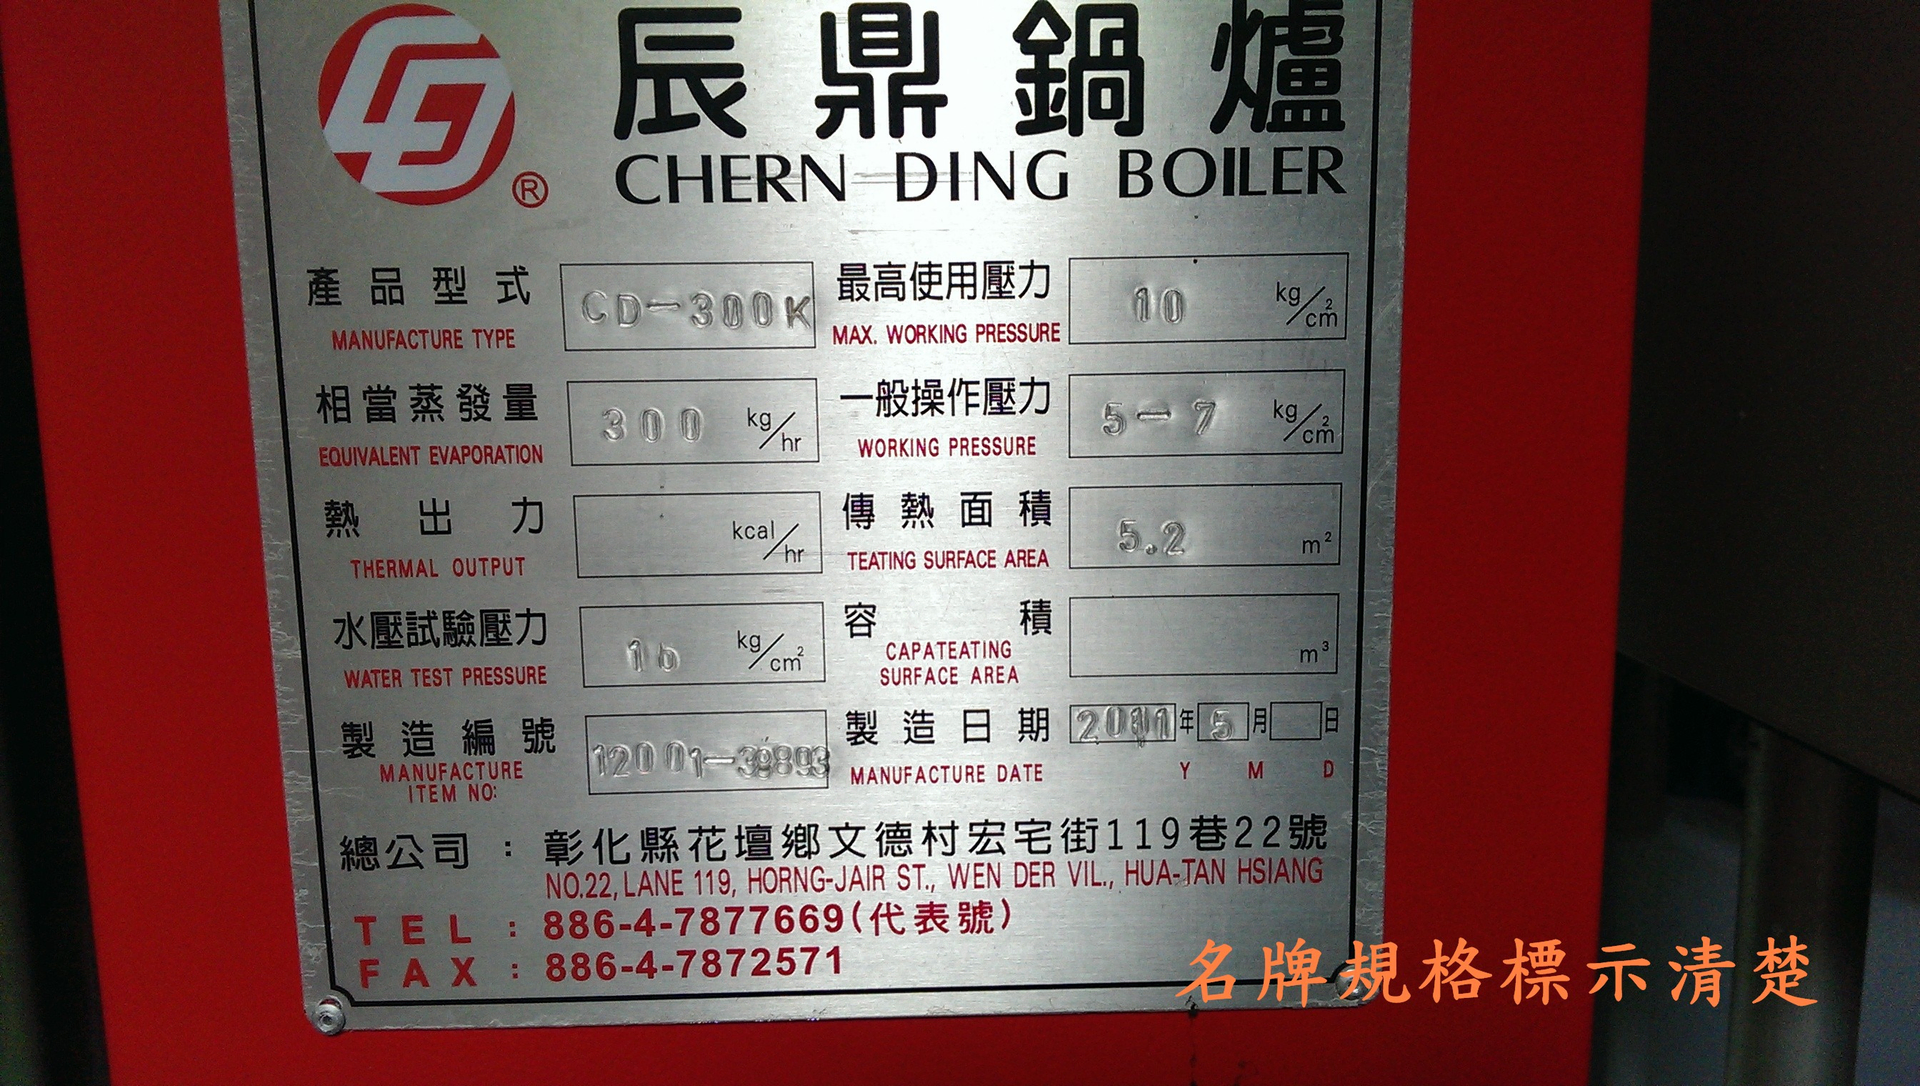 辰鼎鍋爐
®
CHERN DING BOILER
產品型式 CD-300K 最高使用壓力 10 kg/cm²
MANUFACTURE TYPE MAX. WORKING PRESSURE
相當蒸發量 300 kg/hr 一般操作壓力 5-7 kg/cm²
EQUIVALENT EVAPORATION WORKING PRESSURE
熱出力 kcal/hr 傳熱面積 5.2 m²
THERMAL OUTPUT TEATING SURFACE AREA
水壓試驗壓力 kg/cm² 容積 m³
WATER TEST PRESSURE CAPATEATING
SURFACE AREA
製造編號 製造日期 2011年5月 日
MANUFACTURE MANUFACTURE DATE Y M D
ITEM NO:
總公司:彰化縣花壇鄉文德村宏宅街119巷22號
NO.22, LANE 119, HORNG-JAIR ST., WEN DER VIL., HUA-TAN HSIANG
TEL:886-4-7877669(代表號)
FAX:886-4-7872571
名牌規格標示清楚